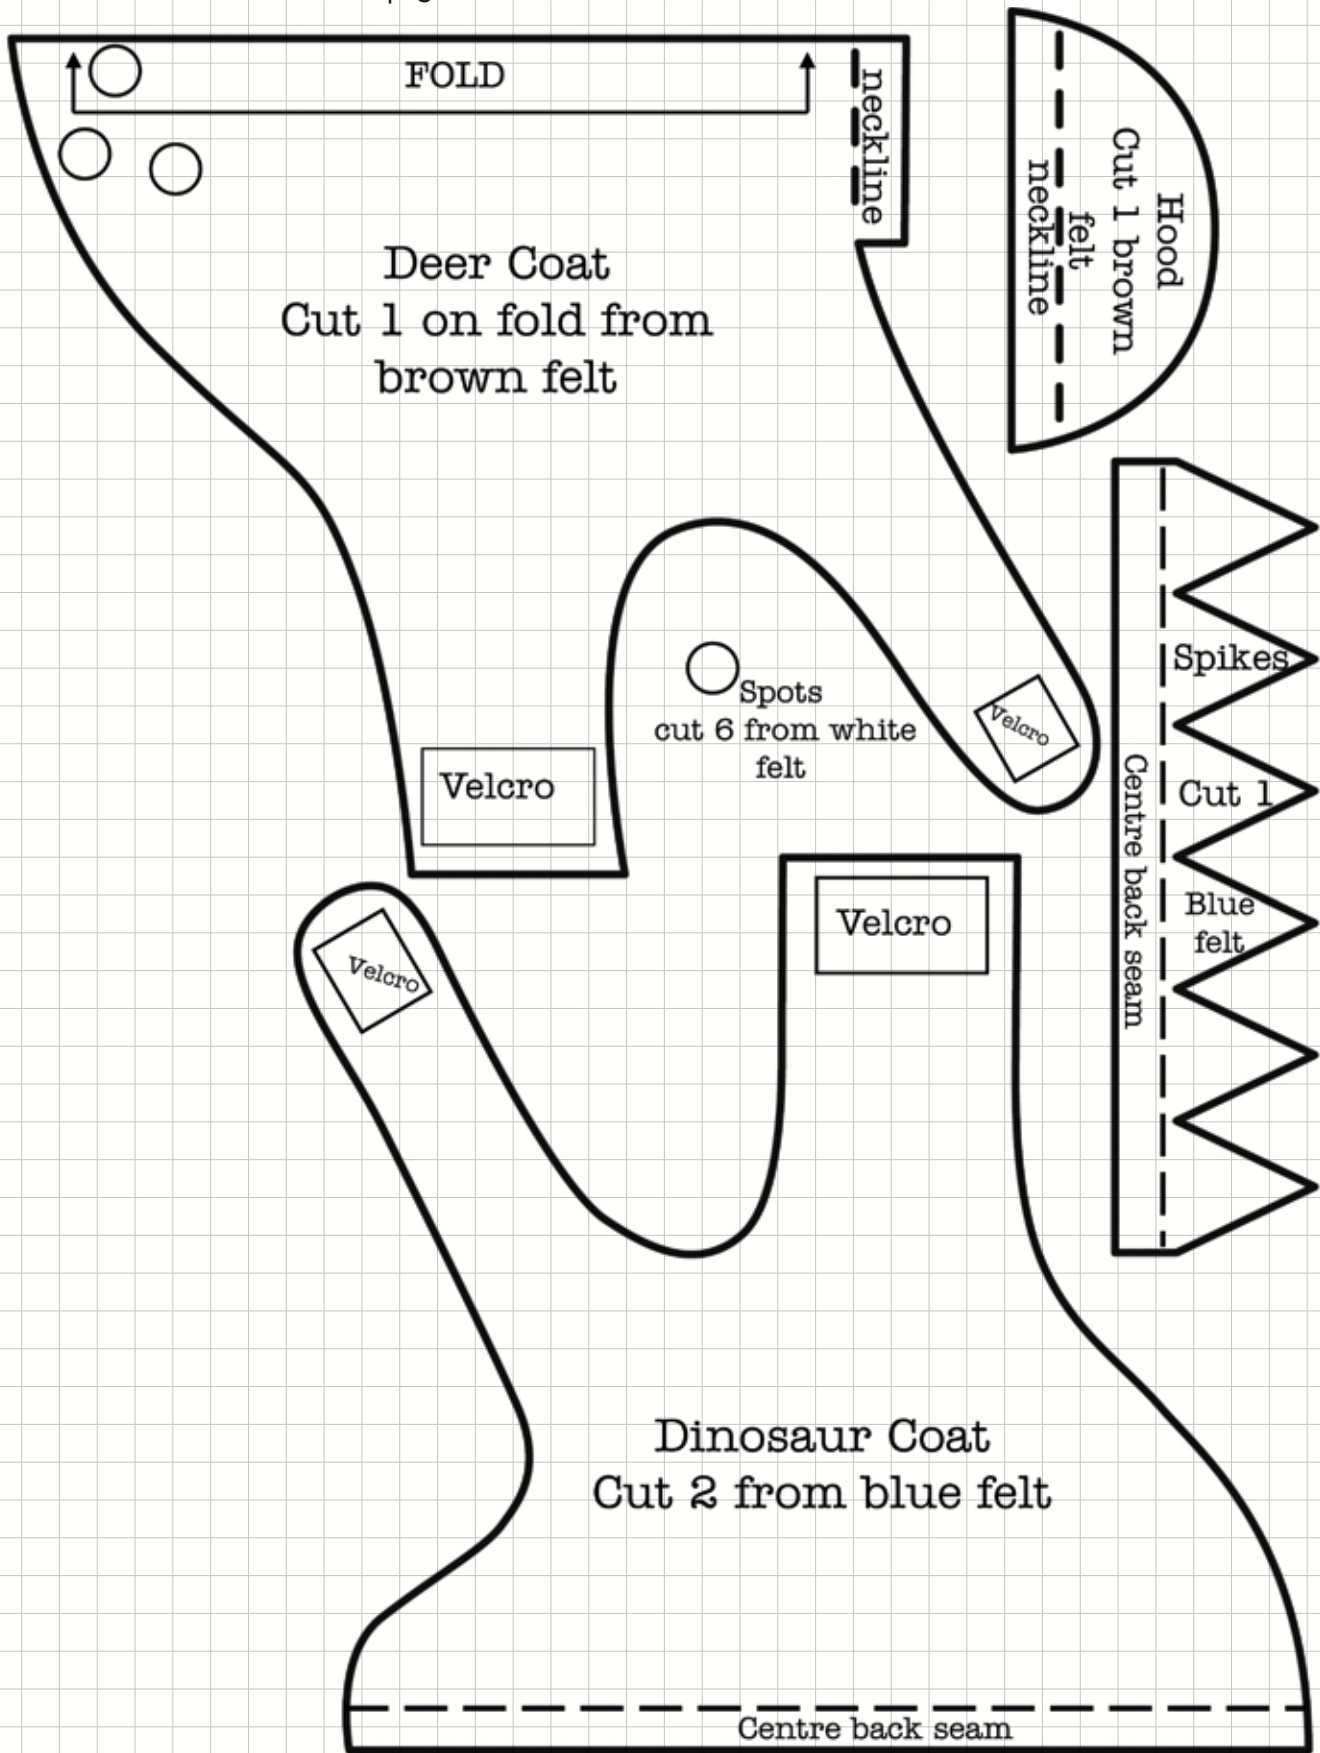 FOLD
neckline
Deer Coat
Cut 1 on fold from
brown felt
Hood
Cut 1 brown
felt
neckline
Spikes
Cut 1
Blue
felt
Centre back seam
Spots
cut 6 from white
felt
Velcro
Velcro
Velcro
Velcro
Dinosaur Coat
Cut 2 from blue felt
Centre back seam